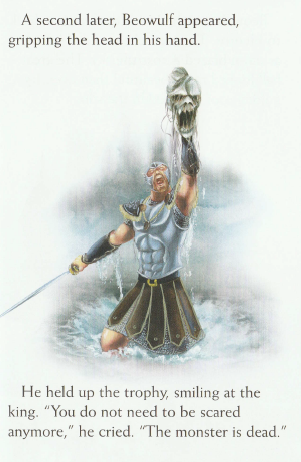 A second later, Beowulf appeared,
gripping the head in his hand.
He held up the trophy, smiling at the
king. “You do not need to be scared
anymore,” he cried. “The monster is dead.”